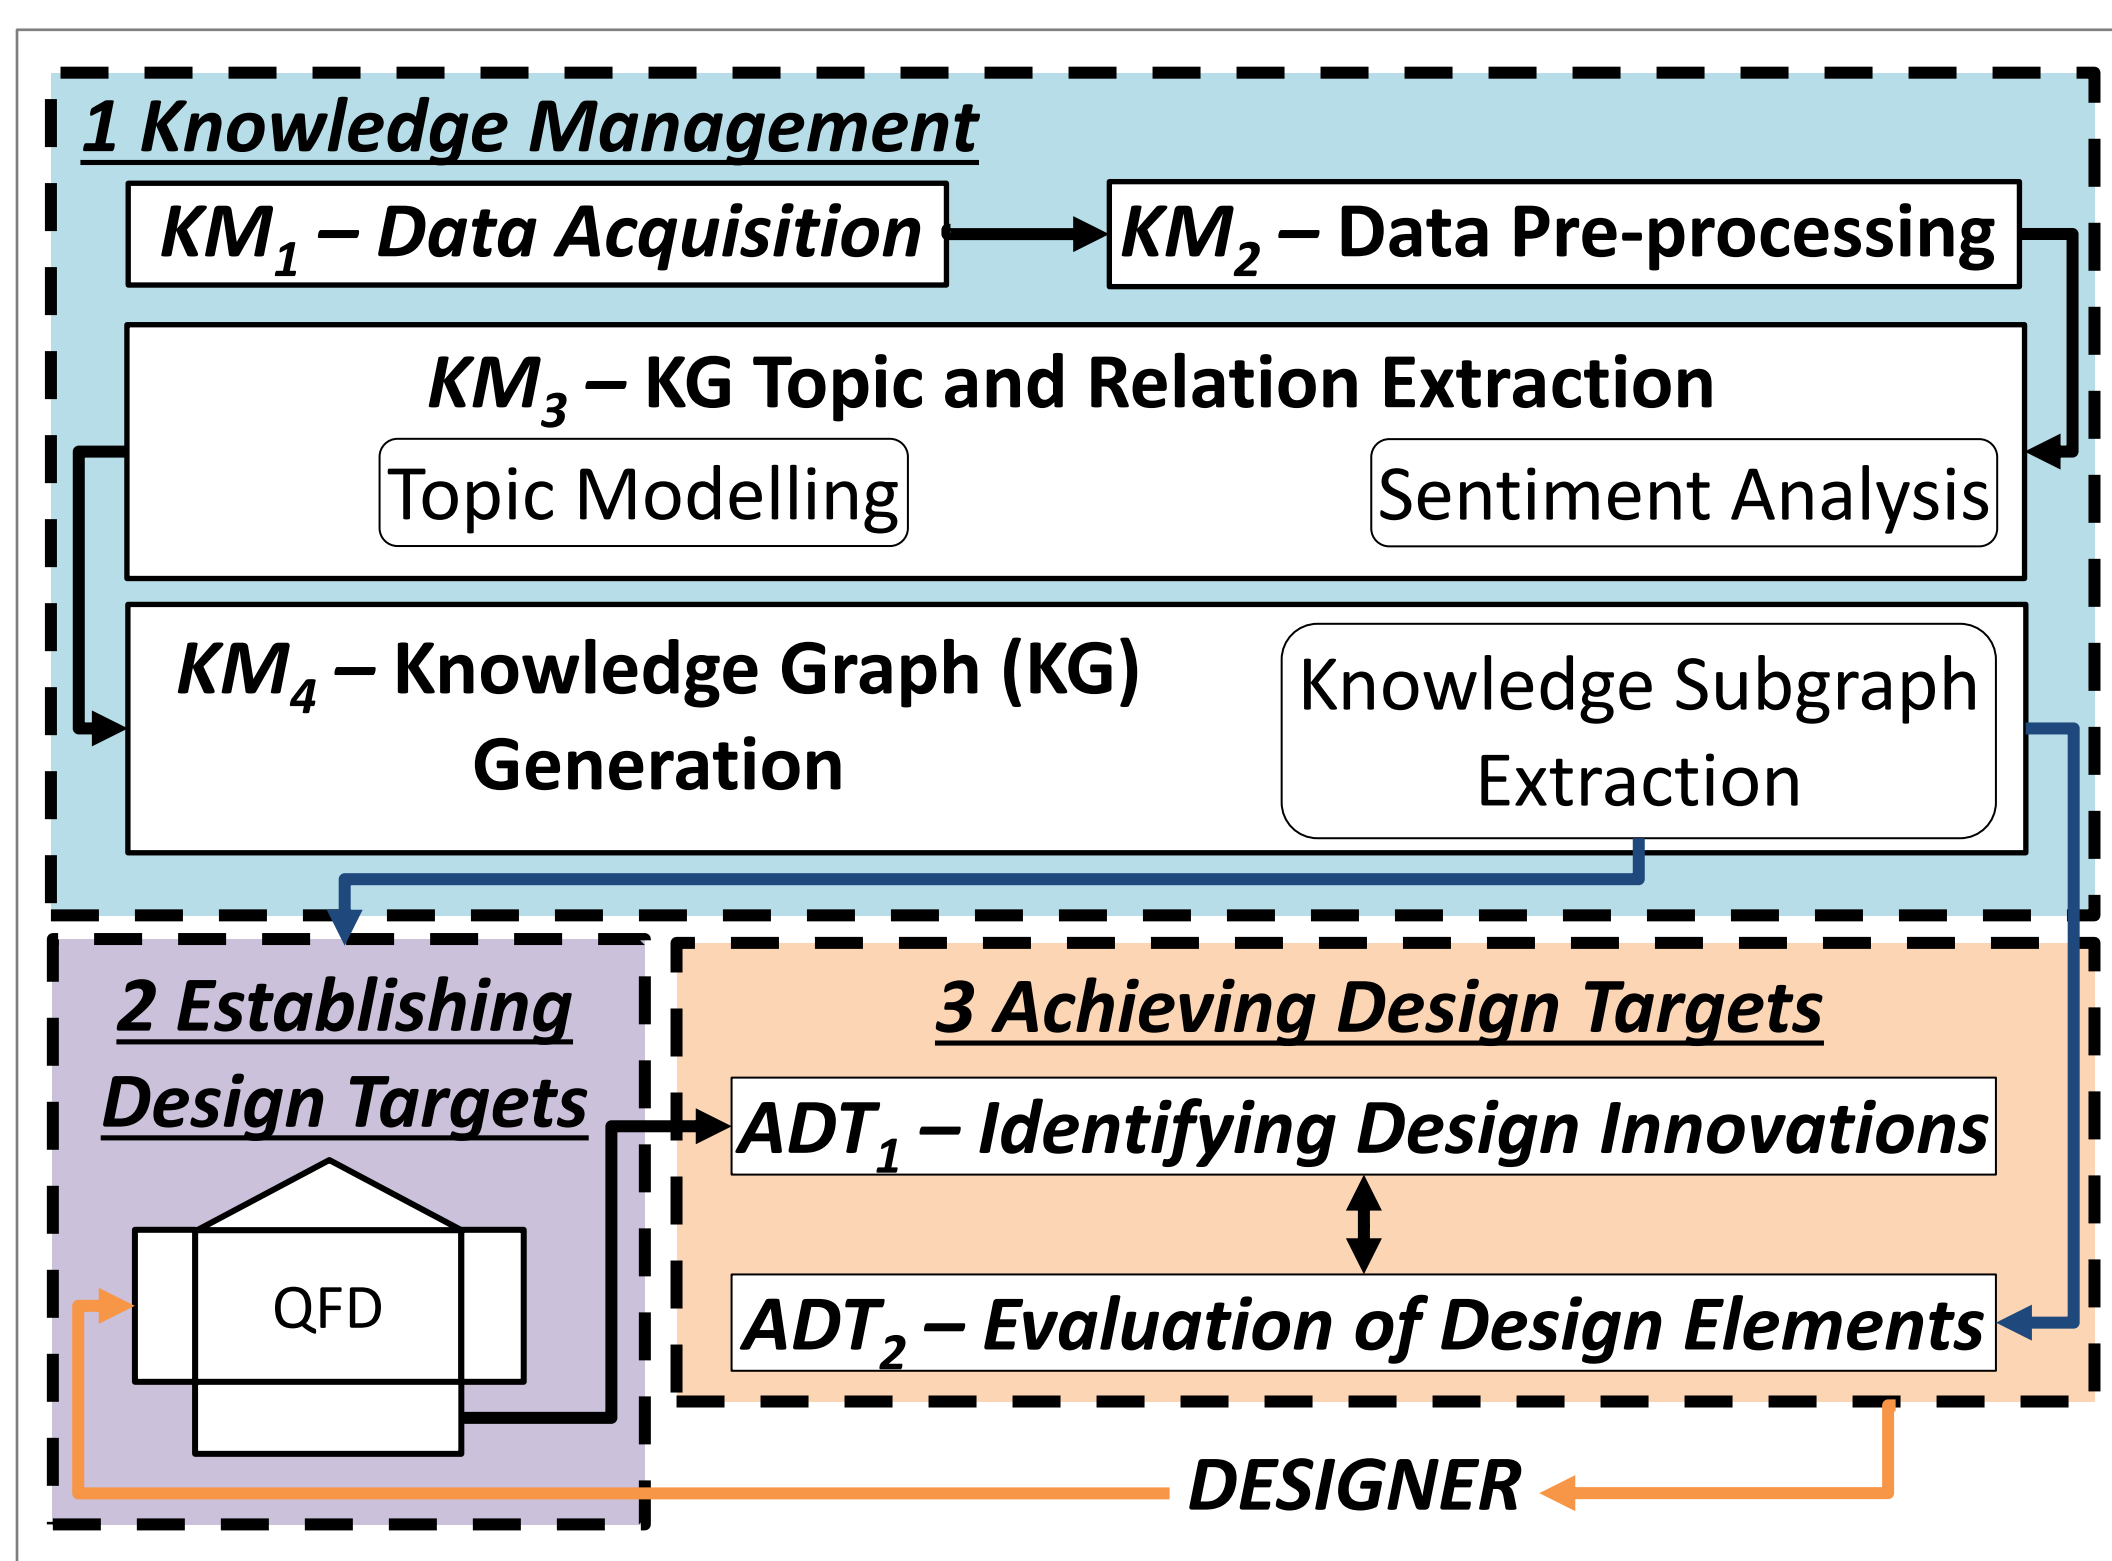 1 Knowledge Management
KM₁ – Data Acquisition
KM₂ – Data Pre-processing
KM₃ – KG Topic and Relation Extraction
Topic Modelling
Sentiment Analysis
KM₄ – Knowledge Graph (KG)
Generation
Knowledge Subgraph
Extraction
2 Establishing
Design Targets
QFD
3 Achieving Design Targets
ADT₁ – Identifying Design Innovations
ADT₂ – Evaluation of Design Elements
DESIGNER